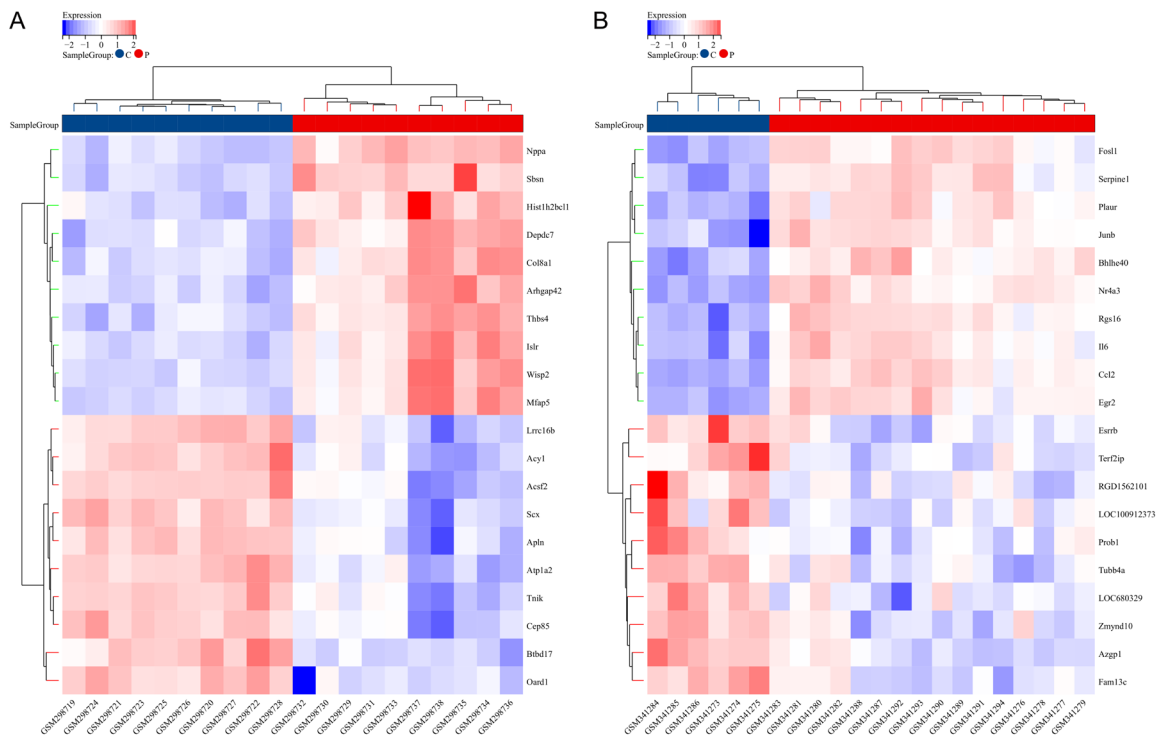 A
Expression
−2 −1 0 1 2
SampleGroup: C P
SampleGroup
Nppa
Sbsn
Hist1h2bcl1
Depdc7
Col8a1
Arhgap42
Thbs4
Islr
Wisp2
Mfap5
Lrrc16b
Acy1
Acsf2
Scx
Apln
Atp1a2
Tnik
Cep85
Btbd17
Oard1
GSM298719
GSM298724
GSM298721
GSM298723
GSM298725
GSM298726
GSM298720
GSM298727
GSM298722
GSM298728
GSM298732
GSM298730
GSM298729
GSM298731
GSM298733
GSM298737
GSM298738
GSM298735
GSM298734
GSM298736
B
Expression
−2 −1 0 1 2
SampleGroup: C P
SampleGroup
Fosl1
Serpine1
Plaur
Junb
Bhlhe40
Nr4a3
Rgs16
Il6
Ccl2
Egr2
Esrrb
Terf2ip
RGD1562101
LOC100912373
Prob1
Tubb4a
LOC680329
Zmynd10
Azgp1
Fam13c
GSM341284
GSM341285
GSM341286
GSM341273
GSM341274
GSM341275
GSM341283
GSM341281
GSM341280
GSM341282
GSM341288
GSM341287
GSM341292
GSM341293
GSM341290
GSM341289
GSM341291
GSM341294
GSM341276
GSM341278
GSM341277
GSM341279